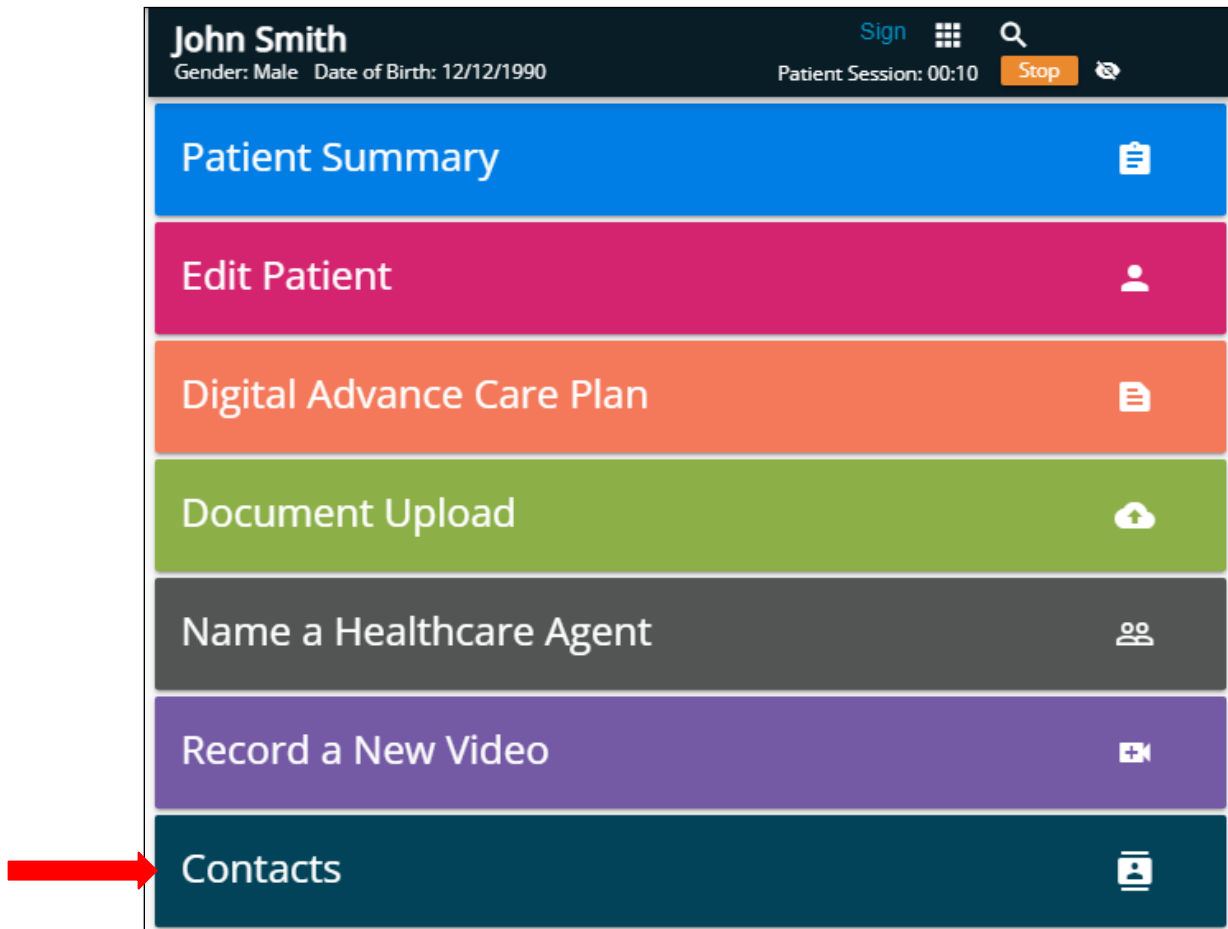 John Smith
Sign
Gender: Male Date of Birth: 12/12/1990
Patient Session: 00:10 Stop
Patient Summary
Edit Patient
Digital Advance Care Plan
Document Upload
Name a Healthcare Agent
Record a New Video
Contacts